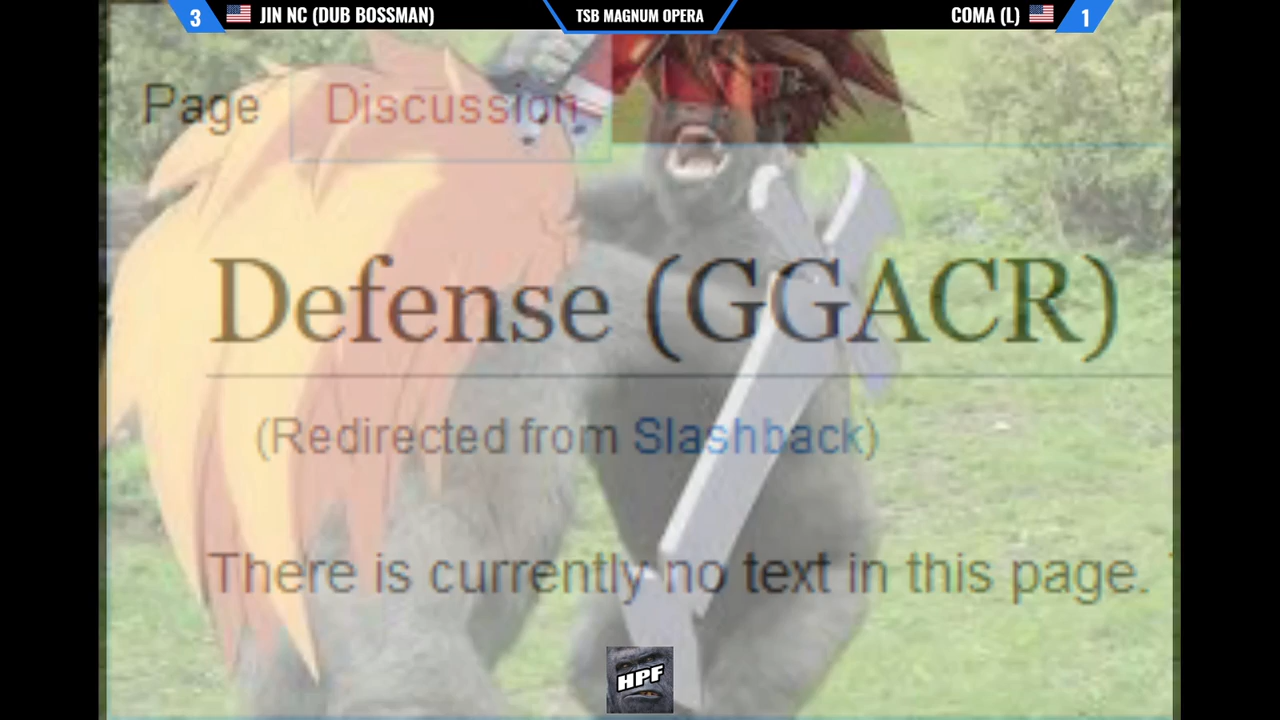 3 JIN NC (DUB BOSSMAN) TSB MAGNUM OPERA COMA (L) 1
Page Discussion
Defense (GGACR)
(Redirected from Slashback)
There is currently no text in this page.
HPF